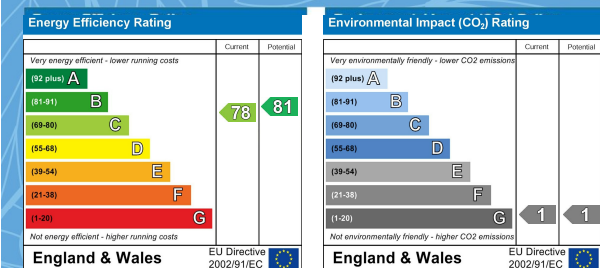 Energy Efficiency Rating
Current Potential
Very energy efficient - lower running costs
(92 plus) A
(81-91) B
(69-80) C
(55-68) D
(39-54) E
(21-38) F
(1-20) G
78 81
Not energy efficient - higher running costs
England & Wales
EU Directive
2002/91/EC
Environmental Impact (CO₂) Rating
Current Potential
Very environmentally friendly - lower CO2 emissions
(92 plus) A
(81-91) B
(69-80) C
(55-68) D
(39-54) E
(21-38) F
(1-20) G
1 1
Not environmentally friendly - higher CO2 emissions
England & Wales
EU Directive
2002/91/EC